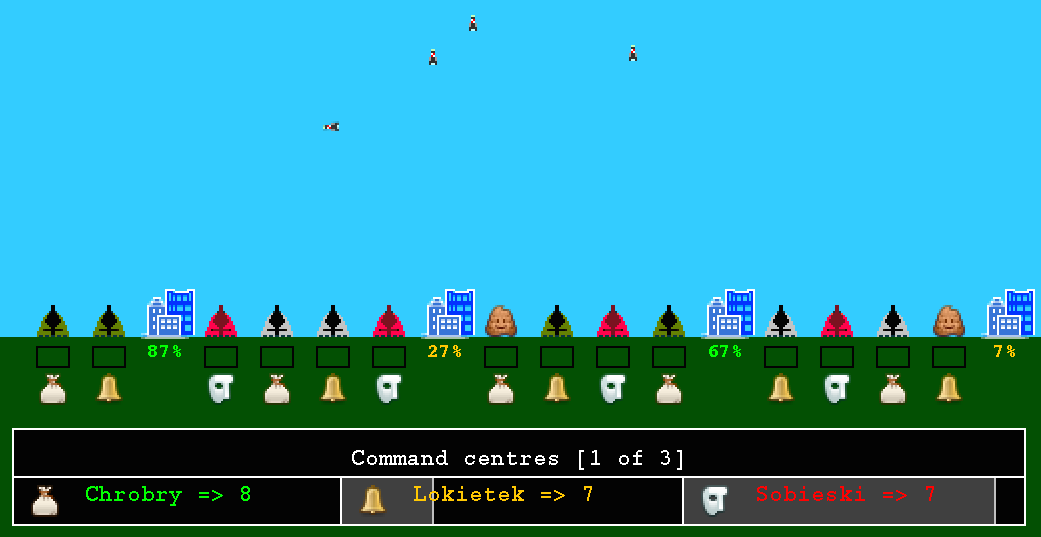 87% 27% 67% 7%
Command centres [1 of 3]
Chrobry => 8 Lokietek => 7 Sobieski => 7